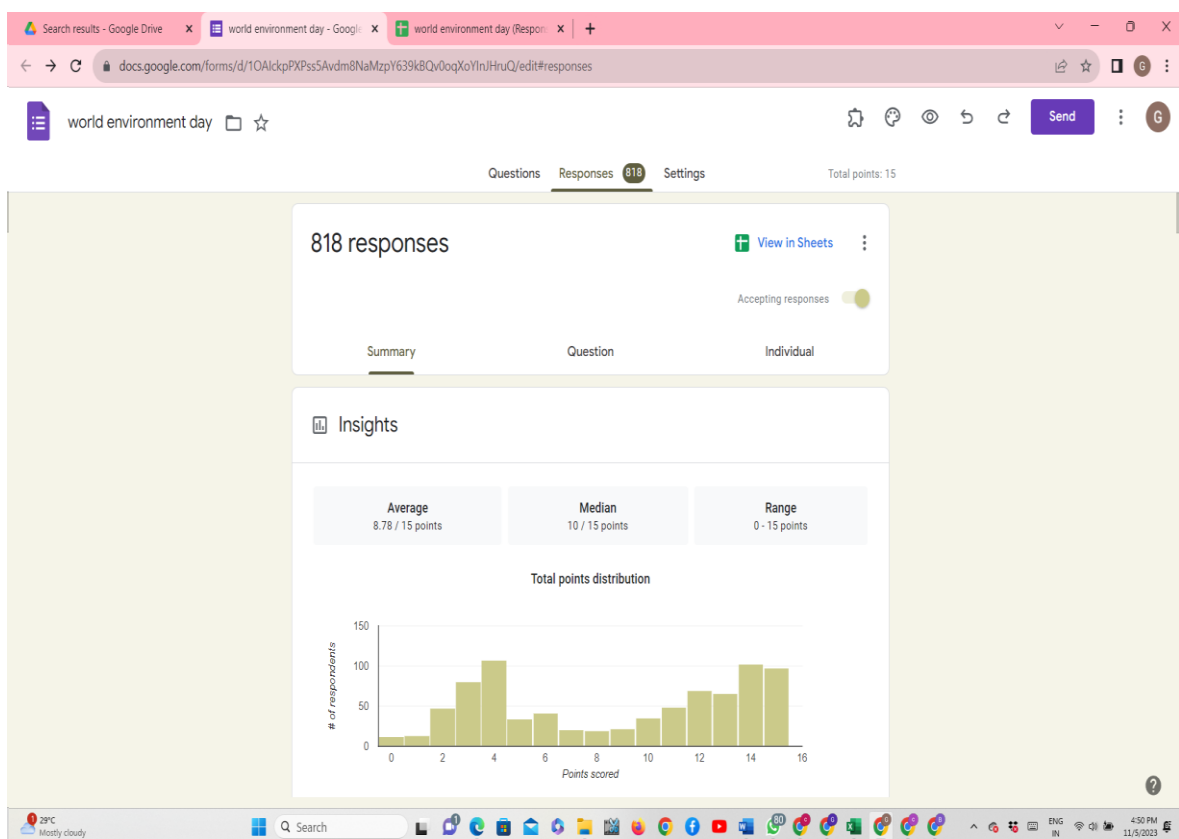 Search results - Google Drive
world environment day - Google
world environment day (Respon
docs.google.com/forms/d/1OAIckpPXPss5Avdm8NaMzpY639kBQv0oqXoYInJHruQ/edit#responses
G
world environment day
Send
G
Questions Responses 818 Settings Total points: 15
818 responses
View in Sheets
Accepting responses
Summary Question Individual
Insights
Average Median Range
8.78 / 15 points 10 / 15 points 0 - 15 points
Total points distribution
# of respondents
150
100
50
0
0 2 4 6 8 10 12 14 16
Points scored
1
29°C
Mostly cloudy
Search
80
ENG
IN
4:50 PM
11/5/2023